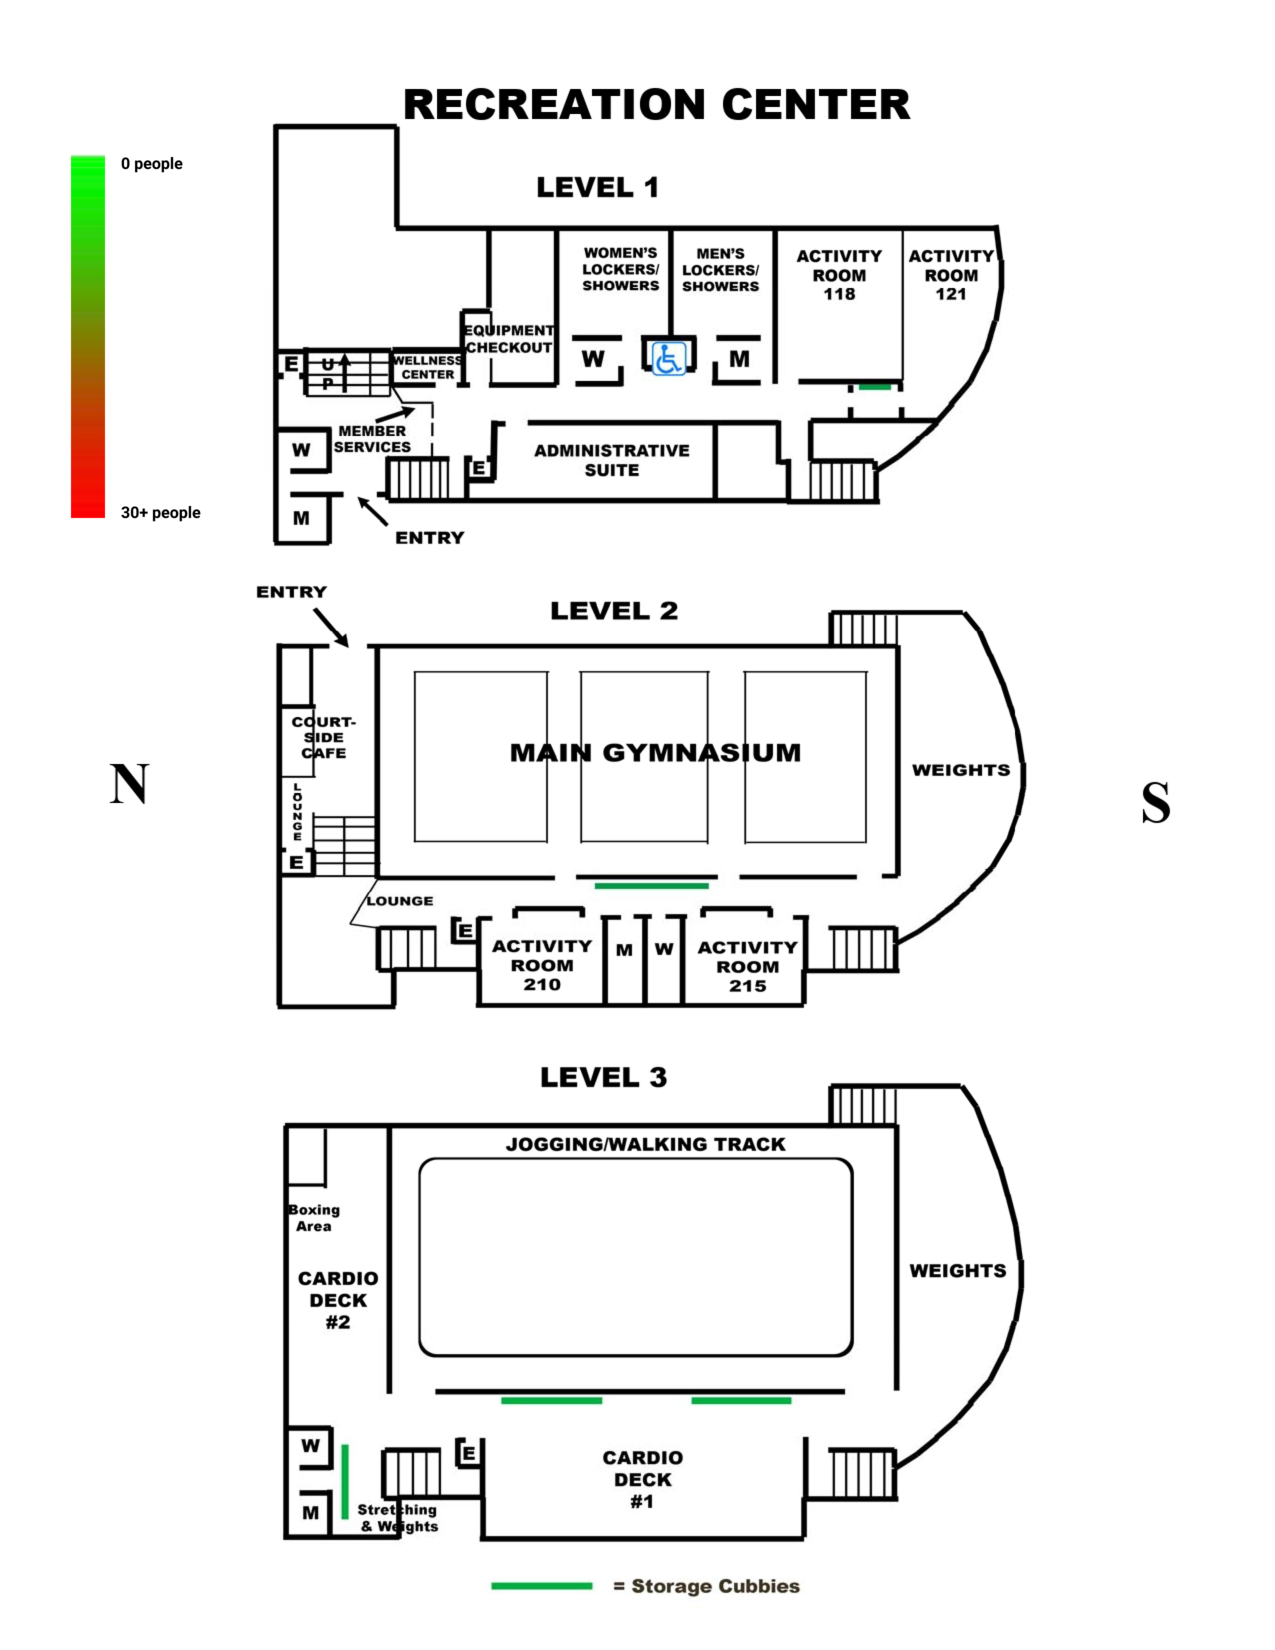 RECREATION CENTER
0 people
30+ people
LEVEL 1
WOMEN'S
LOCKERS/
SHOWERS
MEN'S
LOCKERS/
SHOWERS
ACTIVITY
ROOM
118
ACTIVITY
ROOM
121
EQUIPMENT
CHECKOUT
E
U
P
WELLNESS
CENTER
W
M
MEMBER
SERVICES
W
M
E
ADMINISTRATIVE
SUITE
ENTRY
ENTRY
LEVEL 2
COURT-
SIDE
CAFE
MAIN GYMNASIUM
WEIGHTS
N
S
LOUNGE
E
LOUNGE
E
ACTIVITY
ROOM
210
M
W
ACTIVITY
ROOM
215
LEVEL 3
JOGGING/WALKING TRACK
Boxing
Area
CARDIO
DECK
#2
WEIGHTS
W
M
E
CARDIO
DECK
#1
Stretching
& Weights
= Storage Cubbies